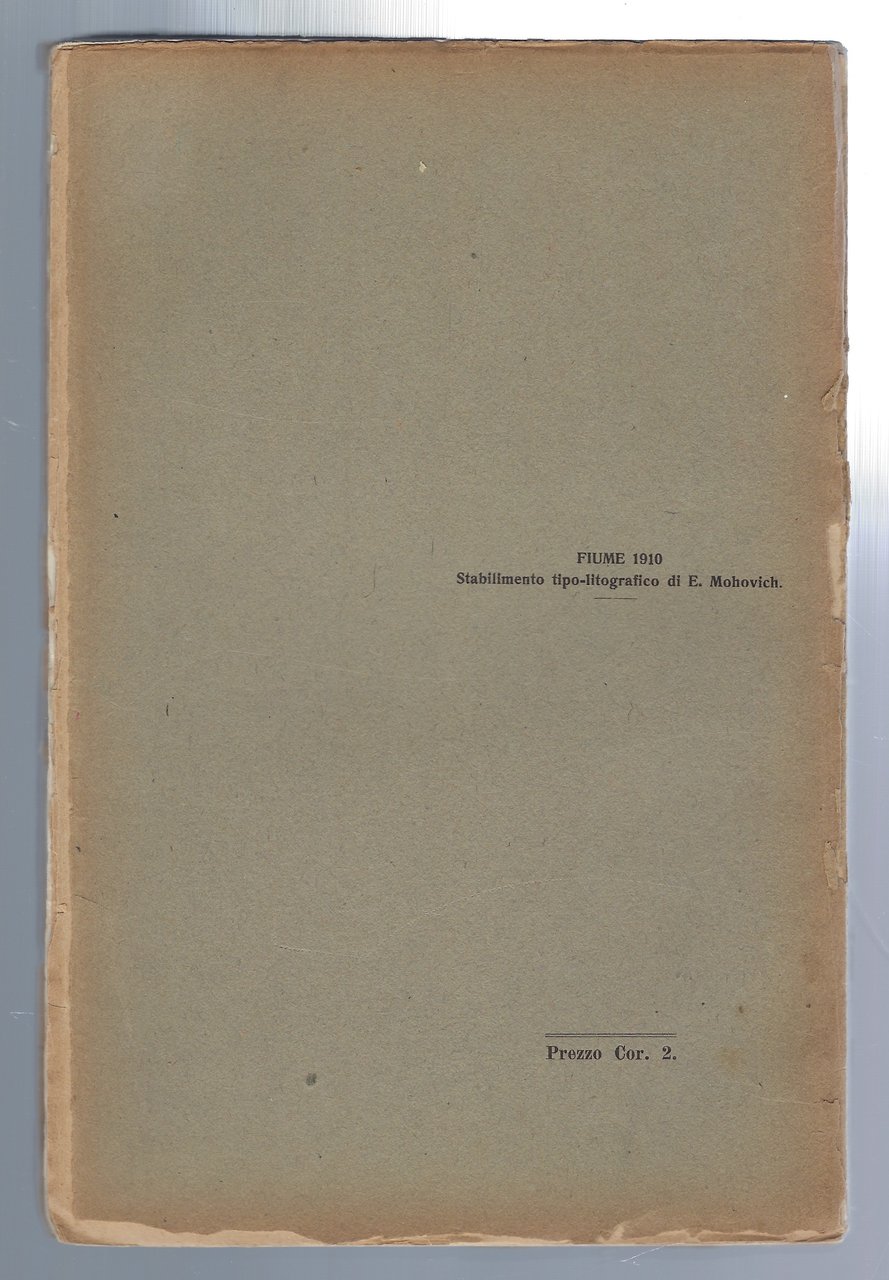 FIUME 1910
Stabilimento tipo-litografico di E. Mohovich.
Prezzo Cor. 2.